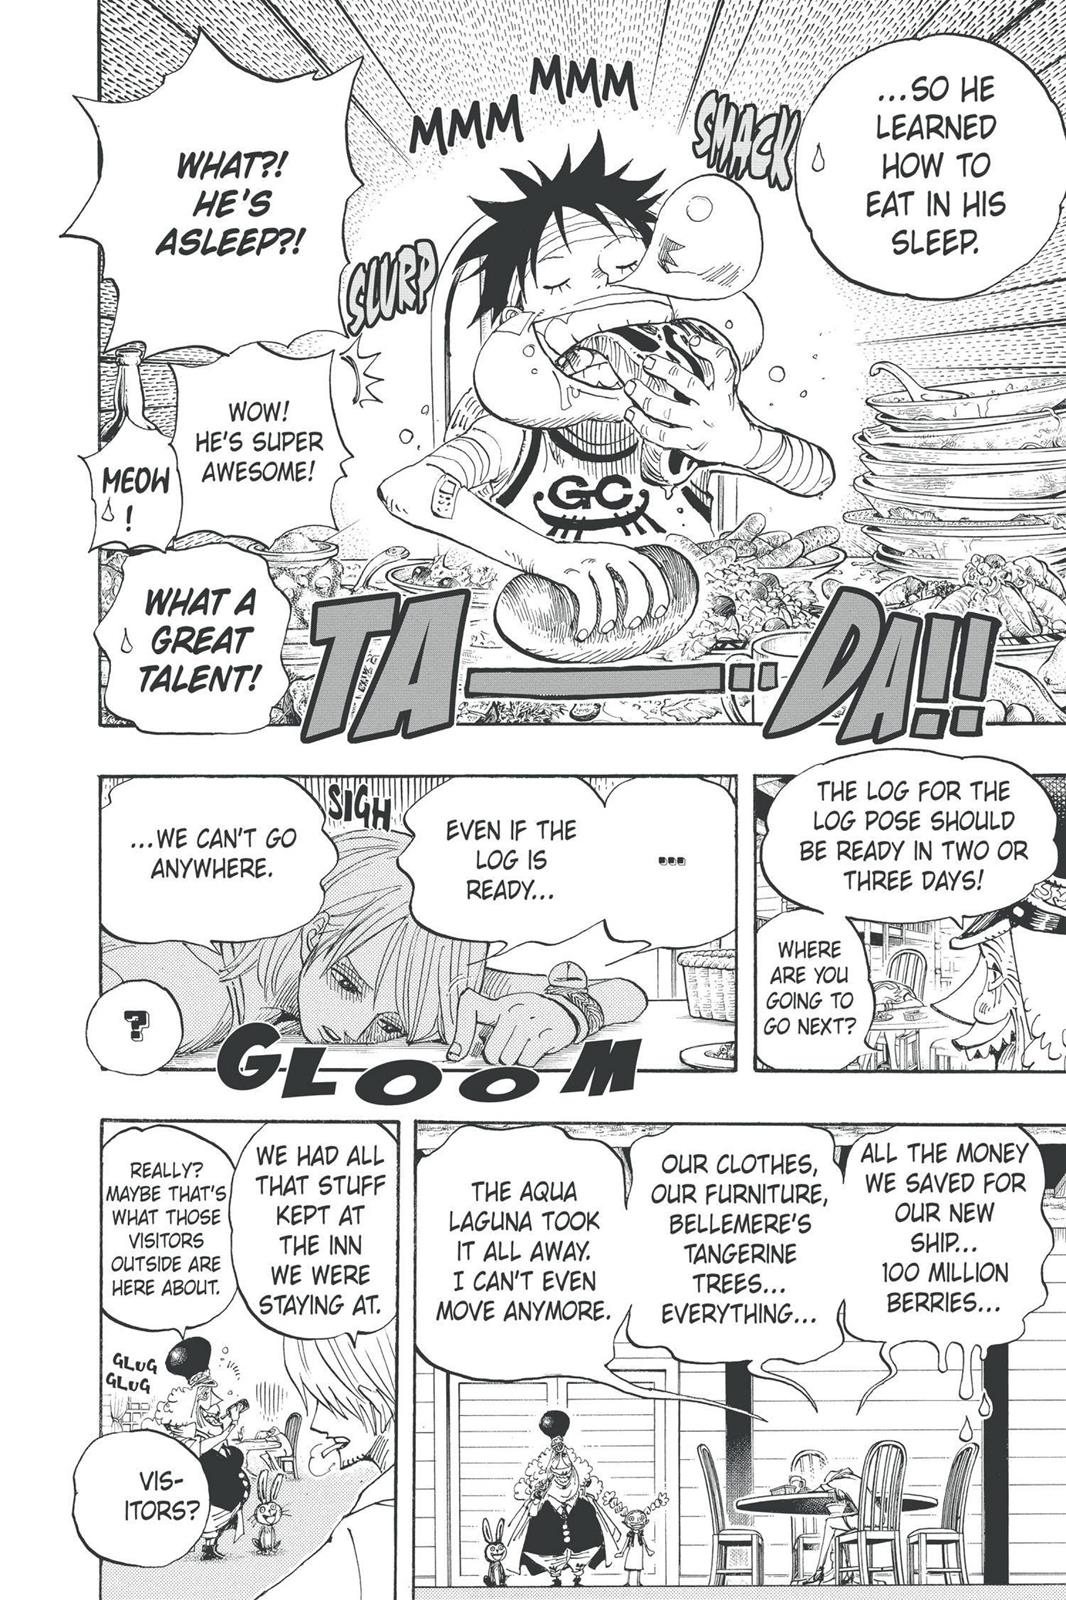 ...SO HE
LEARNED
HOW TO
EAT IN HIS
SLEEP.
SMACK
MMM
MMM
SLURP
WHAT?!
HE'S
ASLEEP?!
WOW!
HE'S SUPER
AWESOME!
MEOW
!
WHAT A
GREAT
TALENT!
GC
TA——··DA!!
THE LOG FOR THE
LOG POSE SHOULD
BE READY IN TWO OR
THREE DAYS!
WHERE
ARE YOU
GOING TO
GO NEXT?
...
EVEN IF THE
LOG IS
READY...
SIGH
...WE CAN'T GO
ANYWHERE.
?
GLOOM
ALL THE MONEY
WE SAVED FOR
OUR NEW
SHIP...
100 MILLION
BERRIES...
OUR CLOTHES,
OUR FURNITURE,
BELLEMERE'S
TANGERINE
TREES...
EVERYTHING...
THE AQUA
LAGUNA TOOK
IT ALL AWAY.
I CAN'T EVEN
MOVE ANYMORE.
WE HAD ALL
THAT STUFF
KEPT AT
THE INN
WE WERE
STAYING AT.
REALLY?
MAYBE THAT'S
WHAT THOSE
VISITORS
OUTSIDE ARE
HERE ABOUT.
GLUG
GLUG
VIS-
ITORS?